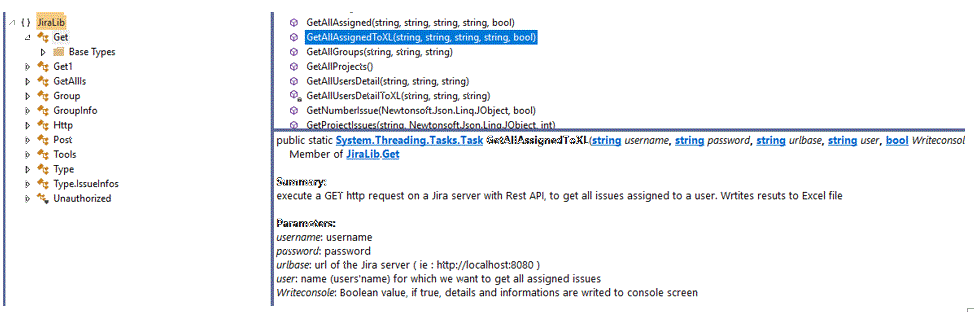 { } JiraLib
Get
Base Types
Get1
GetAllIs
Group
GroupInfo
Http
Post
Tools
Type
Type.IssueInfos
Unauthorized
GetAllAssigned(string, string, string, string, bool)
GetAllAssignedToXL(string, string, string, string, bool)
GetAllGroups(string, string, string)
GetAllProjects()
GetAllUsersDetail(string, string, string)
GetAllUsersDetailToXL(string, string, string)
GetNumberIssue(Newtonsoft.Json.Linq.JObject, bool)
GetProjectIssues(string, Newtonsoft.Json.Linq.JObject, int)
public static System.Threading.Tasks.Task GetAllAssignedToXL(string username, string password, string urlbase, string user, bool Writeconsole
Member of JiraLib.Get
Summary:
execute a GET http request on a Jira server with Rest API, to get all issues assigned to a user. Wrtites resuts to Excel file
Parameters:
username: username
password: password
urlbase: url of the Jira server ( ie : http://localhost:8080 )
user: name (users'name) for which we want to get all assigned issues
Writeconsole: Boolean value, if true, details and informations are writed to console screen